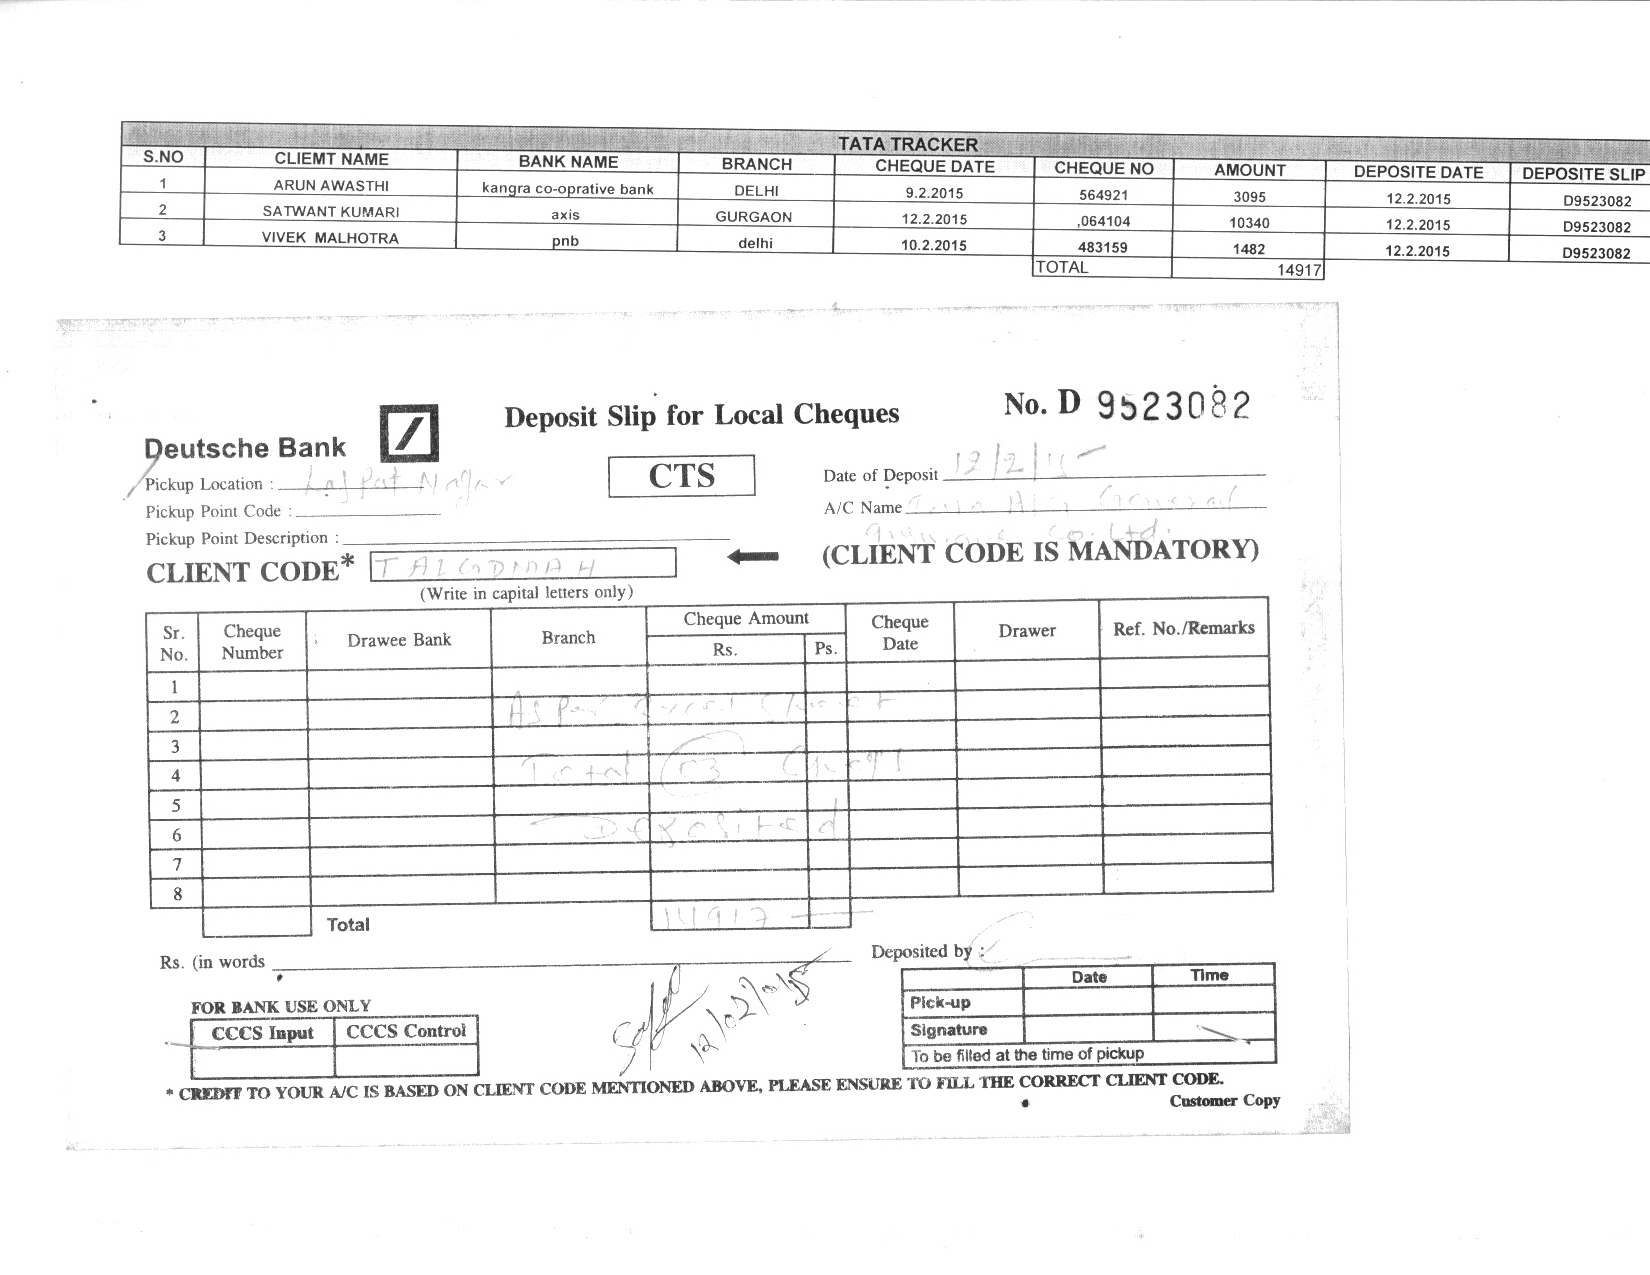 TATA TRACKER
S.NO CLIEMT NAME BANK NAME BRANCH CHEQUE DATE CHEQUE NO AMOUNT DEPOSITE DATE DEPOSITE SLIP
1 ARUN AWASTHI kangra co-oprative bank DELHI 9.2.2015 564921 3095 12.2.2015 D9523082
2 SATWANT KUMARI axis GURGAON 12.2.2015 ,064104 10340 12.2.2015 D9523082
3 VIVEK MALHOTRA pnb delhi 10.2.2015 483159 1482 12.2.2015 D9523082
TOTAL 14917
Deposit Slip for Local Cheques No. D 9523082
Deutsche Bank
CTS
Date of Deposit 12/2/15
Pickup Location : Lajpat Nagar
A/C Name General
Pickup Point Code :
Co. Ltd.
Pickup Point Description :
CLIENT CODE* (CLIENT CODE IS MANDATORY)
(Write in capital letters only)
Sr. No. Cheque Number Drawee Bank Branch Cheque Amount Rs. Ps. Cheque Date Drawer Ref. No./Remarks
1
2 As Per
3
4 Total 03
5
6 Deposited
7
8
Total 14917
Rs. (in words Deposited by :
Date Time
FOR BANK USE ONLY
12/02/2015
Pick-up
CCCS Input CCCS Control
Signature
To be filled at the time of pickup
* CREDIT TO YOUR A/C IS BASED ON CLIENT CODE MENTIONED ABOVE, PLEASE ENSURE TO FILL THE CORRECT CLIENT CODE.
Customer Copy